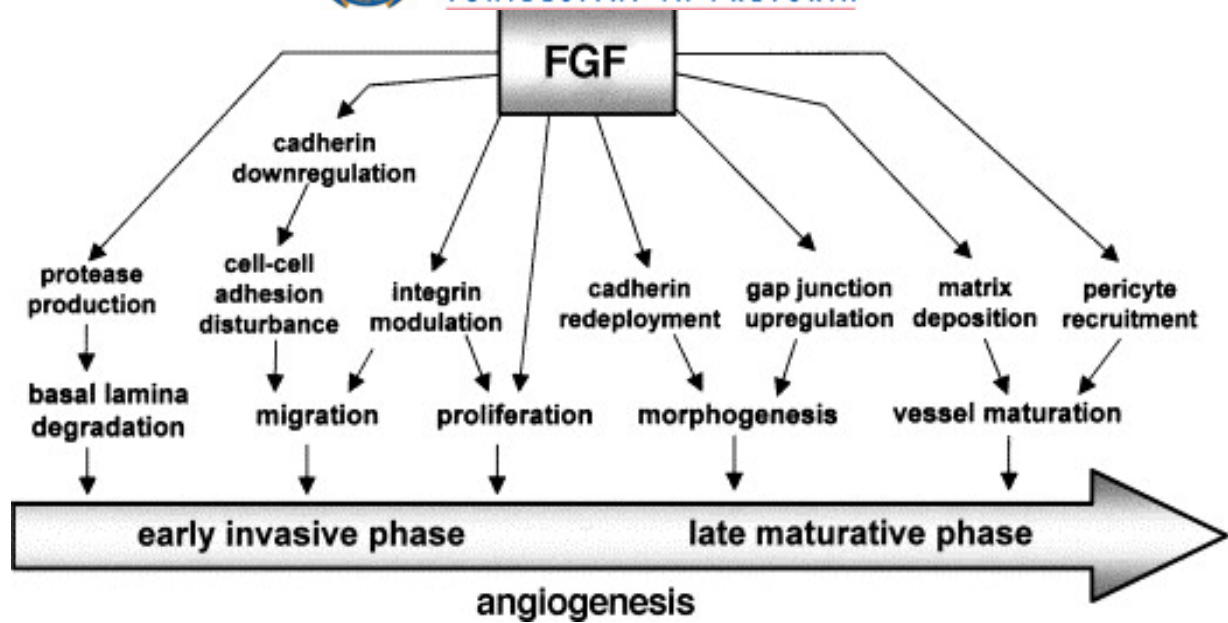 FGF
cadherin
downregulation
protease
production
cell-cell
adhesion
disturbance
integrin
modulation
cadherin
redeployment
gap junction
upregulation
matrix
deposition
pericyte
recruitment
basal lamina
degradation
migration
proliferation
morphogenesis
vessel maturation
early invasive phase
late maturative phase
angiogenesis